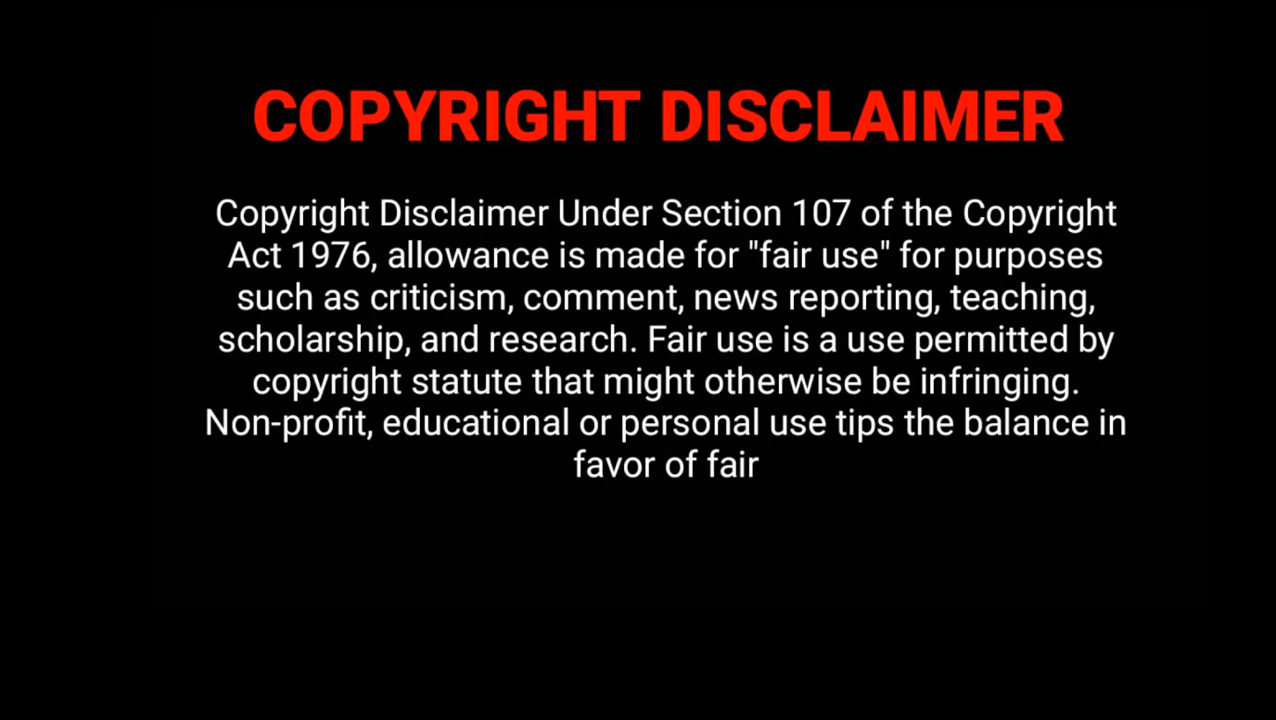 COPYRIGHT DISCLAIMER
Copyright Disclaimer Under Section 107 of the Copyright
Act 1976, allowance is made for "fair use" for purposes
such as criticism, comment, news reporting, teaching,
scholarship, and research. Fair use is a use permitted by
copyright statute that might otherwise be infringing.
Non-profit, educational or personal use tips the balance in
favor of fair